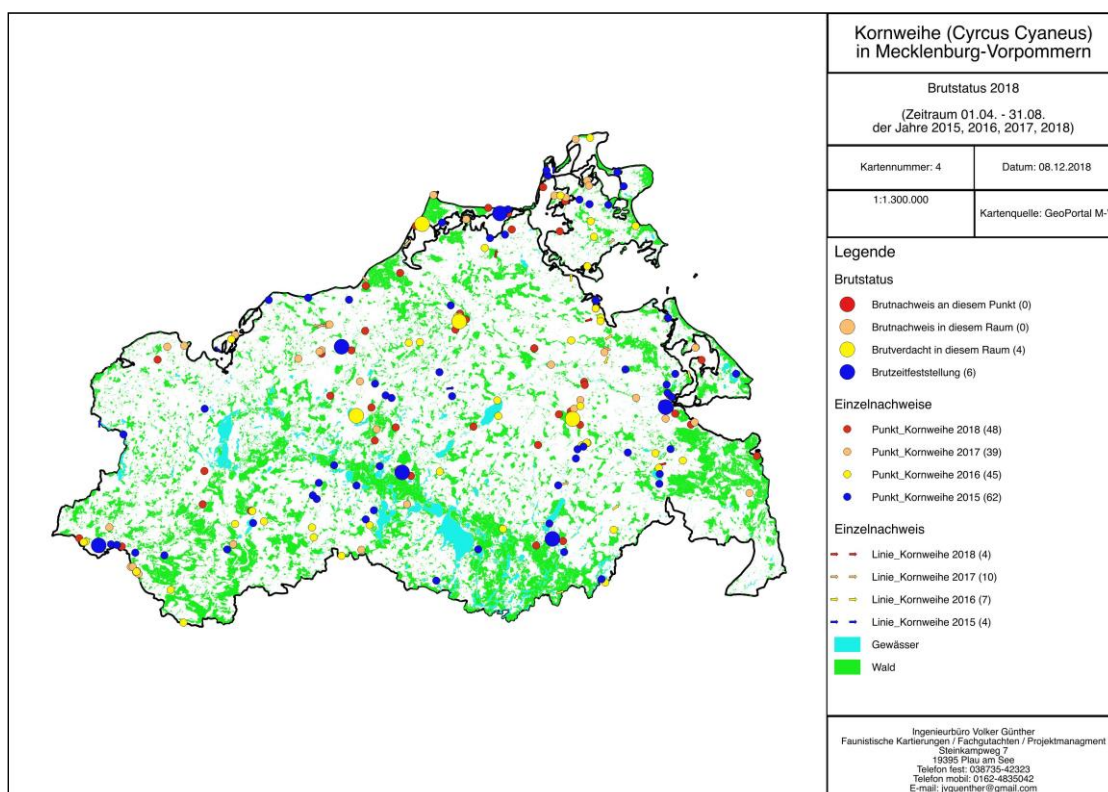 Kornweihe (Cyrcus Cyaneus)
in Mecklenburg-Vorpommern
Brutstatus 2018
(Zeitraum 01.04. - 31.08.
der Jahre 2015, 2016, 2017, 2018)
Kartennummer: 4
Datum: 08.12.2018
1:1.300.000
Kartenquelle: GeoPortal M-
Legende
Brutstatus
Brutnachweis an diesem Punkt (0)
Brutnachweis in diesem Raum (0)
Brutverdacht in diesem Raum (4)
Brutzeitfeststellung (6)
Einzelnachweise
Punkt_Kornweihe 2018 (48)
Punkt_Kornweihe 2017 (39)
Punkt_Kornweihe 2016 (45)
Punkt_Kornweihe 2015 (62)
Einzelnachweis
Linie_Kornweihe 2018 (4)
Linie_Kornweihe 2017 (10)
Linie_Kornweihe 2016 (7)
Linie_Kornweihe 2015 (4)
Gewässer
Wald
Ingenieurbüro Volker Günther
Faunistische Kartierungen / Fachgutachten / Projektmanagment
Steinkampweg 7
19395 Plau am See
Telefon fest: 038735-42323
Telefon mobil: 0162-4835042
E-mail: jvguenther@gmail.com